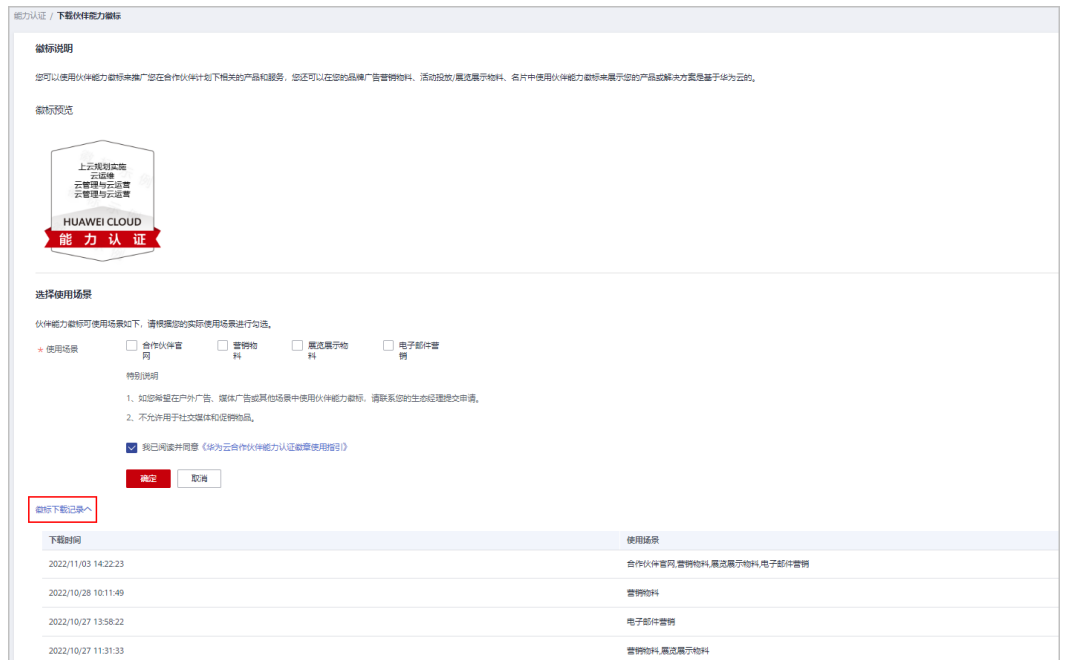 能力认证 / 下载伙伴能力徽标
徽标说明
您可以使用伙伴能力徽标来推广您在合作伙伴计划下相关的产品和服务，您还可以在您的品牌广告营销物料、活动投放/展览展示物料、名片中使用伙伴能力徽标来展示您的产品或解决方案是基于华为云的。
徽标预览
上云规划实施
云运维
云管理与云运营
云管理与云运营
HUAWEI CLOUD
能力认证
选择使用场景
伙伴能力徽标可使用场景如下，请根据您的实际使用场景进行勾选。
* 使用场景 合作伙伴官 营销物 展览展示物 电子邮件营
网 料 料 销
特别说明
1、如您希望在户外广告、媒体广告或其他场景中使用伙伴能力徽标，请联系您的生态经理提交申请。
2、不允许用于社交媒体和促销物品。
我已阅读并同意《华为云合作伙伴能力认证徽章使用指引》
确定 取消
徽标下载记录
下载时间 使用场景
2022/11/03 14:22:23 合作伙伴官网,营销物料,展览展示物料,电子邮件营销
2022/10/28 10:11:49 营销物料
2022/10/27 13:58:22 电子邮件营销
2022/10/27 11:31:33 营销物料,展览展示物料